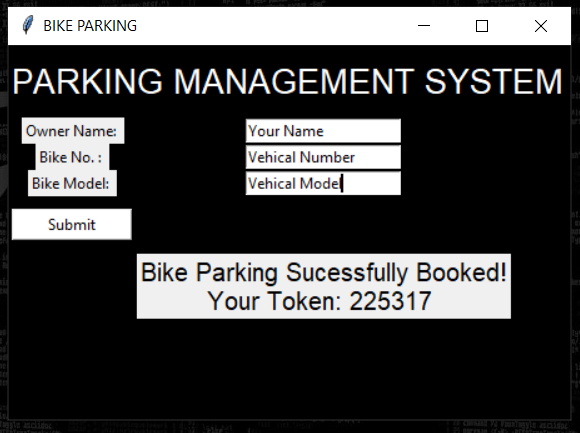 BIKE PARKING
PARKING MANAGEMENT SYSTEM
Owner Name: Your Name
Bike No. : Vehical Number
Bike Model: Vehical Model
Submit
Bike Parking Sucessfully Booked!
Your Token: 225317